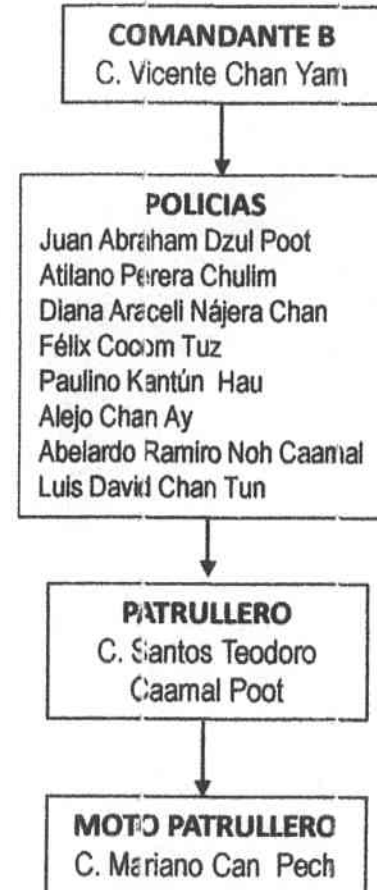 COMANDANTE B
C. Vicente Chan Yam
POLICIAS
Juan Abraham Dzul Poot
Atilano Perera Chulim
Diana Araceli Nájera Chan
Félix Cocom Tuz
Paulino Kantún Hau
Alejo Chan Ay
Abelardo Ramiro Noh Caamal
Luis David Chan Tun
PATRULLERO
C. Santos Teodoro
Caamal Poot
MOTO PATRULLERO
C. Mariano Can Pech